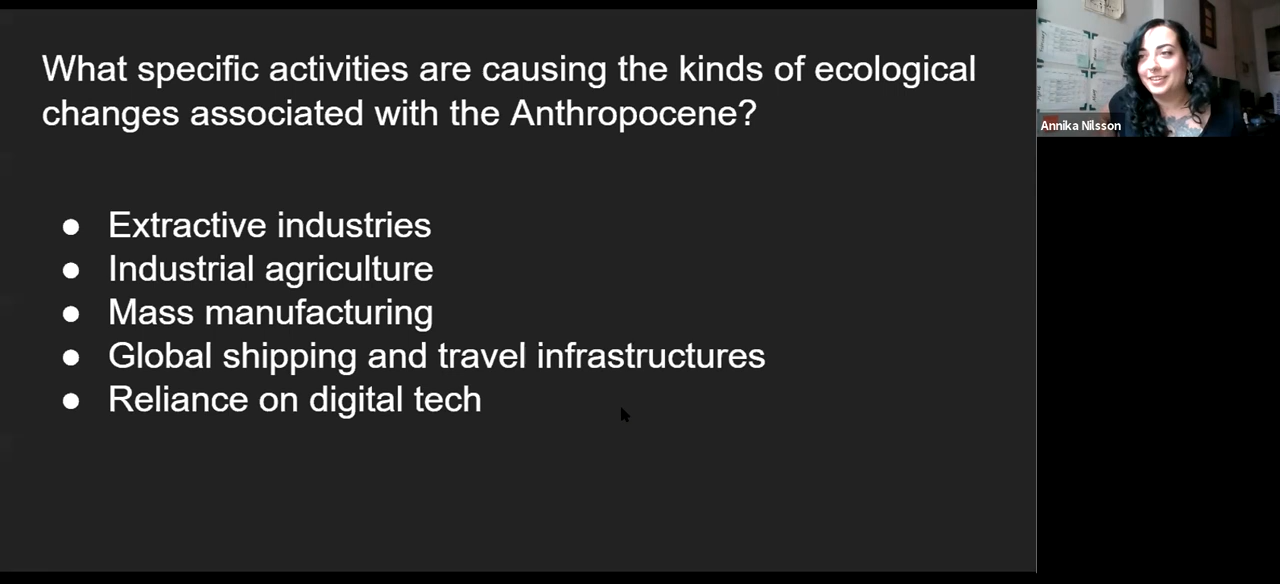 What specific activities are causing the kinds of ecological
changes associated with the Anthropocene?
● Extractive industries
● Industrial agriculture
● Mass manufacturing
● Global shipping and travel infrastructures
● Reliance on digital tech
Annika Nilsson